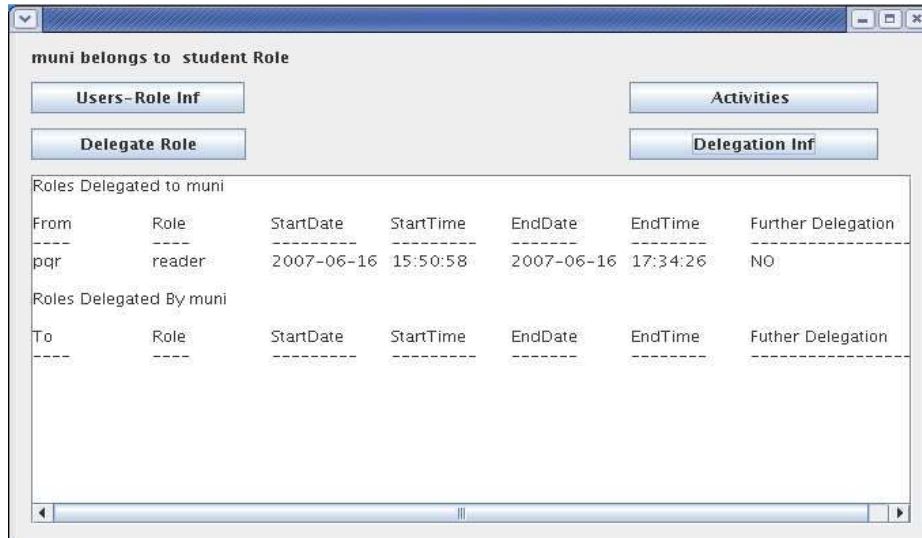 muni belongs to  student Role
Users-Role Inf Activities
Delegate Role Delegation Inf
Roles Delegated to muni
From Role StartDate StartTime EndDate EndTime Further Delegation
---- ---- --------- --------- ------- -------- -----------------
pqr reader 2007-06-16 15:50:58 2007-06-16 17:34:26 NO
Roles Delegated By muni
To Role StartDate StartTime EndDate EndTime Futher Delegation
---- ---- --------- --------- ------- -------- -----------------